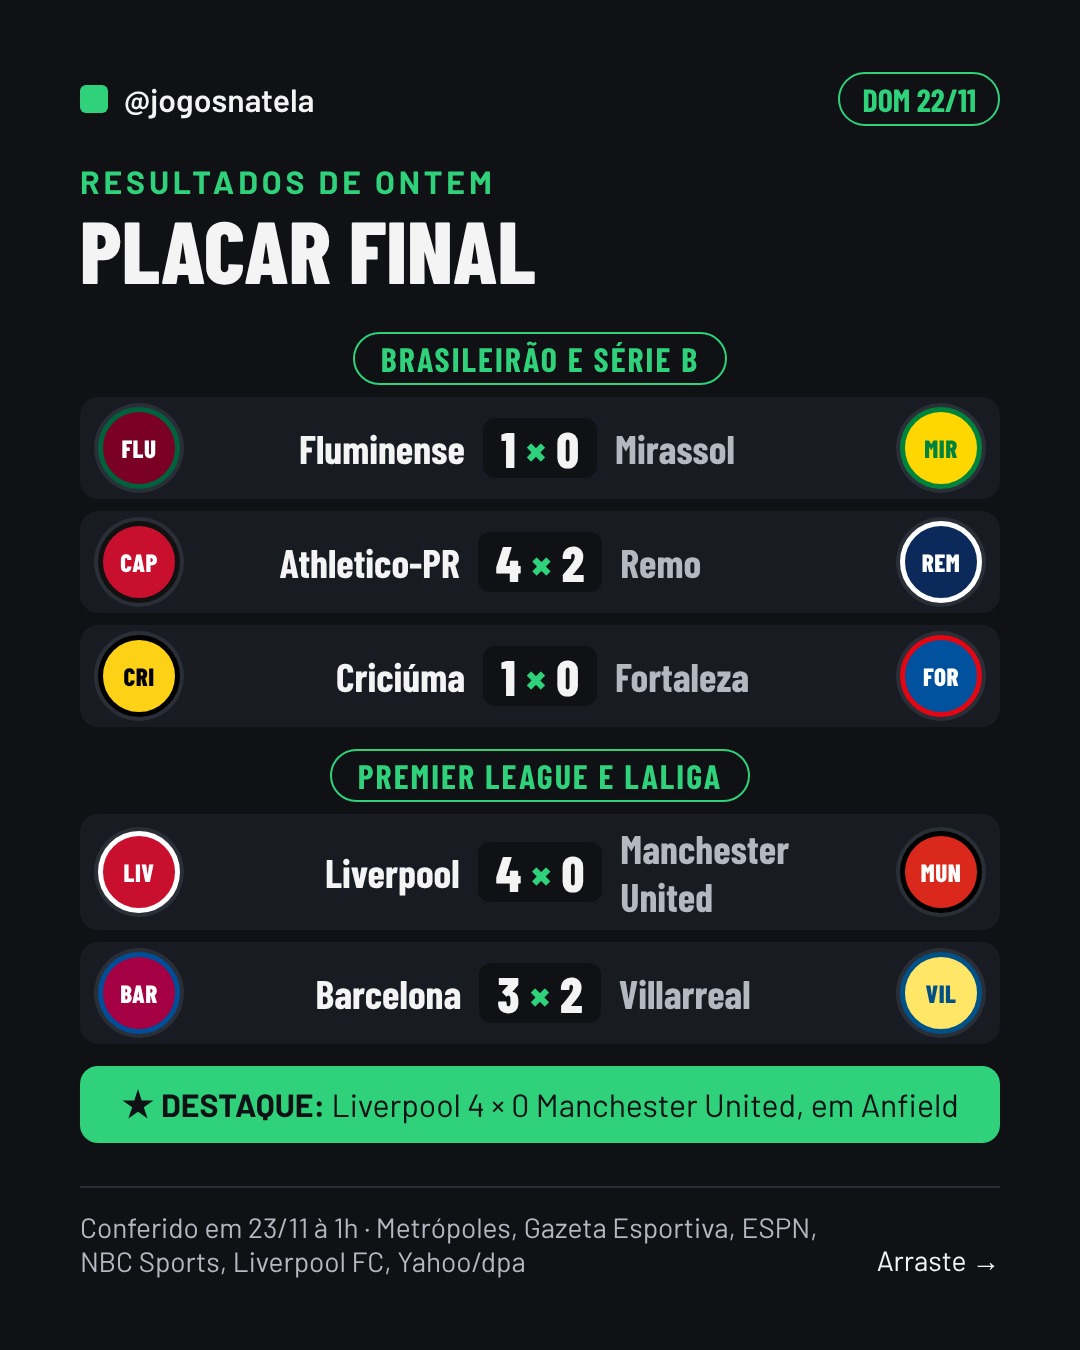 @jogosnatela
DOM 22/11
RESULTADOS DE ONTEM
PLACAR FINAL
BRASILEIRÃO E SÉRIE B
FLU Fluminense 1 × 0 Mirassol MIR
CAP Athletico-PR 4 × 2 Remo REM
CRI Criciúma 1 × 0 Fortaleza FOR
PREMIER LEAGUE E LALIGA
LIV Liverpool 4 × 0 Manchester United MUN
BAR Barcelona 3 × 2 Villarreal VIL
★ DESTAQUE: Liverpool 4 × 0 Manchester United, em Anfield
Conferido em 23/11 à 1h · Metrópoles, Gazeta Esportiva, ESPN,
NBC Sports, Liverpool FC, Yahoo/dpa
Arraste →